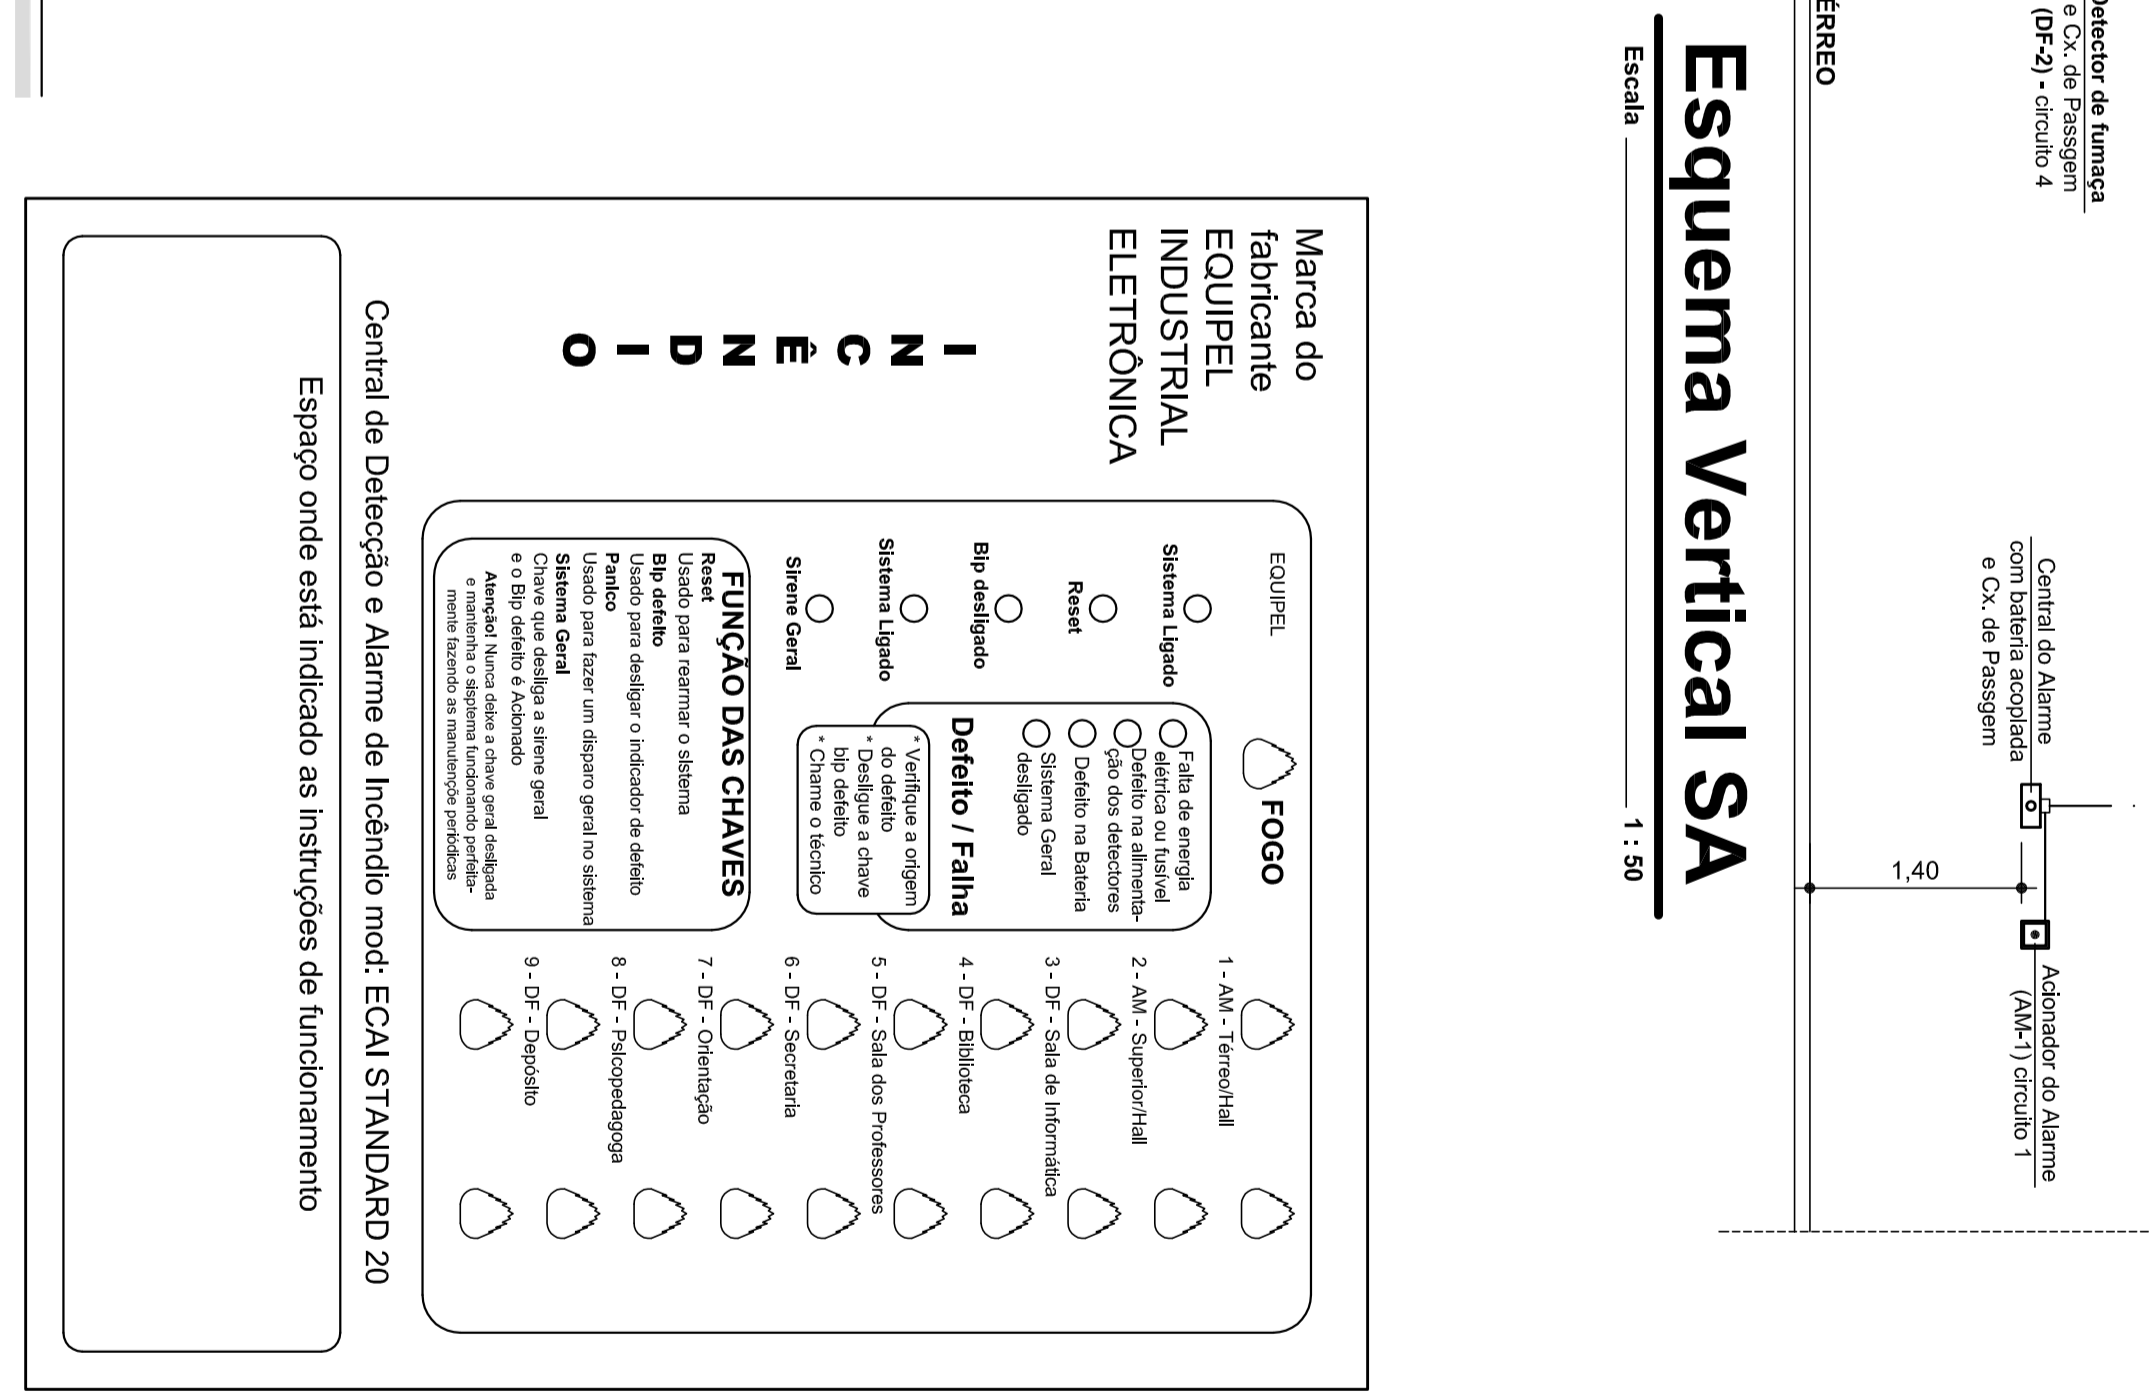 Detector de fumaça
e Cx. de Passgem
(DF-2) - circuito 4
Central do Alarme
com bateria acoplada
e Cx. de Passgem
Acionador do Alarme
(AM-1) circuito 1
1,40
ÉRREO
Esquema Vertical SA
Escala
1 : 50
Marca do
fabricante
EQUIPEL
INDUSTRIAL
ELETRÔNICA
I
N
C
Ê
N
D
I
O
EQUIPEL
Sistema Ligado
Reset
Bip desligado
Sistema Ligado
Sirene Geral
FOGO
Falta de energia
elétrica ou fusível
Defeito na alimenta-
ção dos detectores
Defeito na Bateria
Sistema Geral
desligado
Defeito / Falha
* Verifique a origem
do defeito
* Desligue a chave
bip defeito
* Chame o técnico
FUNÇÃO DAS CHAVES
Reset
Usado para rearmar o sistema
Bip defeito
Usado para desligar o indicador de defeito
Panico
Usado para fazer um disparo geral no sistema
Sistema Geral
Chave que desliga a sirene geral
e o Bip defeito é Acionado
Atenção! Nunca deixe a chave geral desligada
e mantenha o sisptema funcionando perfeita-
mente fazendo as manutençõe periódicas
1 - AM - Térreo/Hall
2 - AM - Superior/Hall
3 - DF - Sala de Informática
4 - DF - Biblioteca
5 - DF - Sala dos Professores
6 - DF - Secretaria
7 - DF - Orientação
8 - DF - Psicopedagoga
9 - DF - Depósito
Central de Detecção e Alarme de Incêndio mod: ECAI STANDARD 20
Espaço onde está indicado as instruções de funcionamento